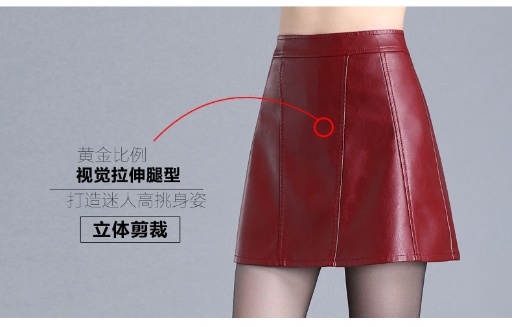 黄金比例
视觉拉伸腿型
打造迷人高挑身姿
立体剪裁